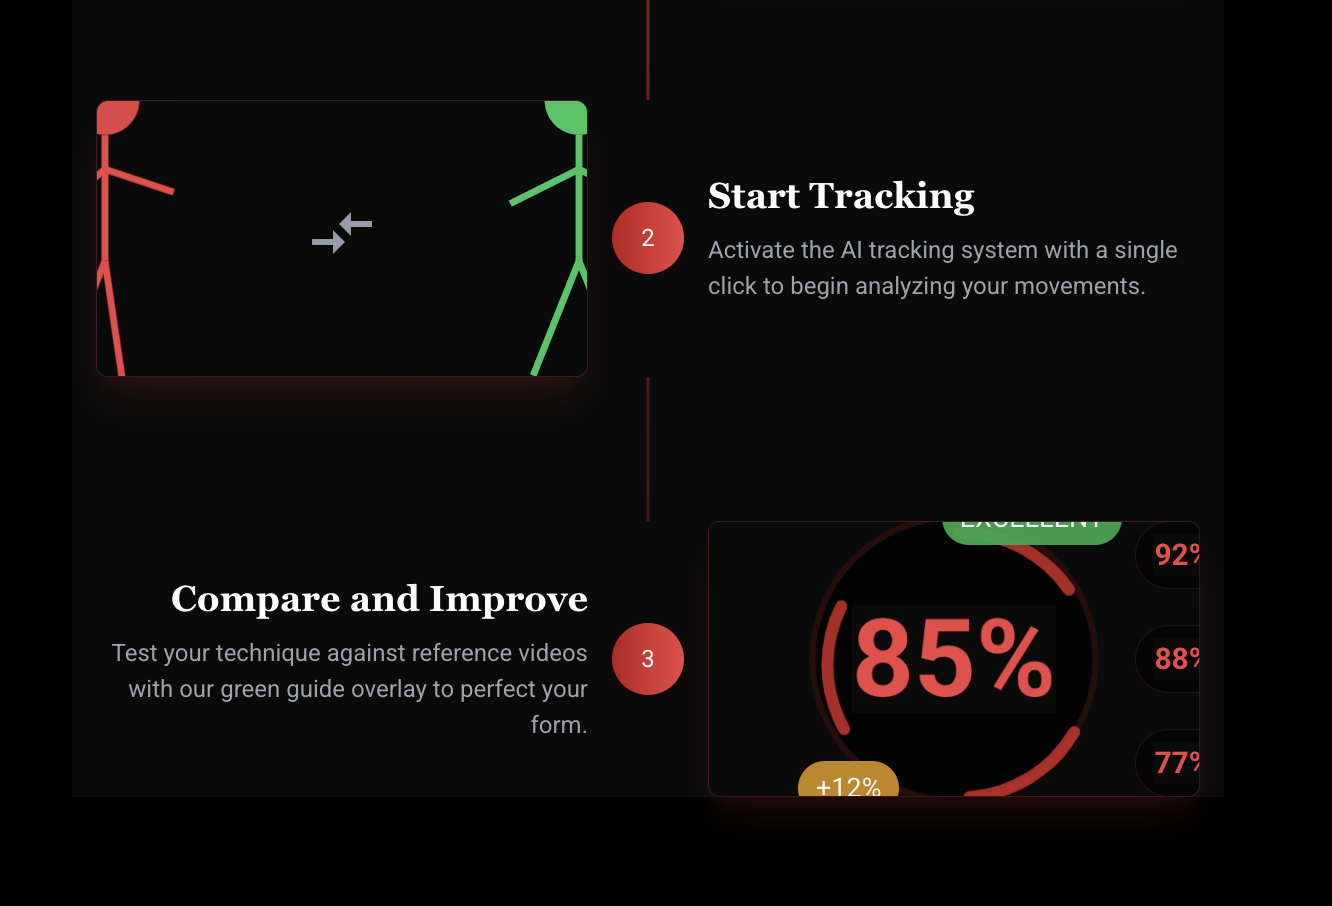 2
Start Tracking
Activate the AI tracking system with a single
click to begin analyzing your movements.
EXCELLENT
92%
Compare and Improve
Test your technique against reference videos
with our green guide overlay to perfect your
form.
3
85%
88%
77%
+12%